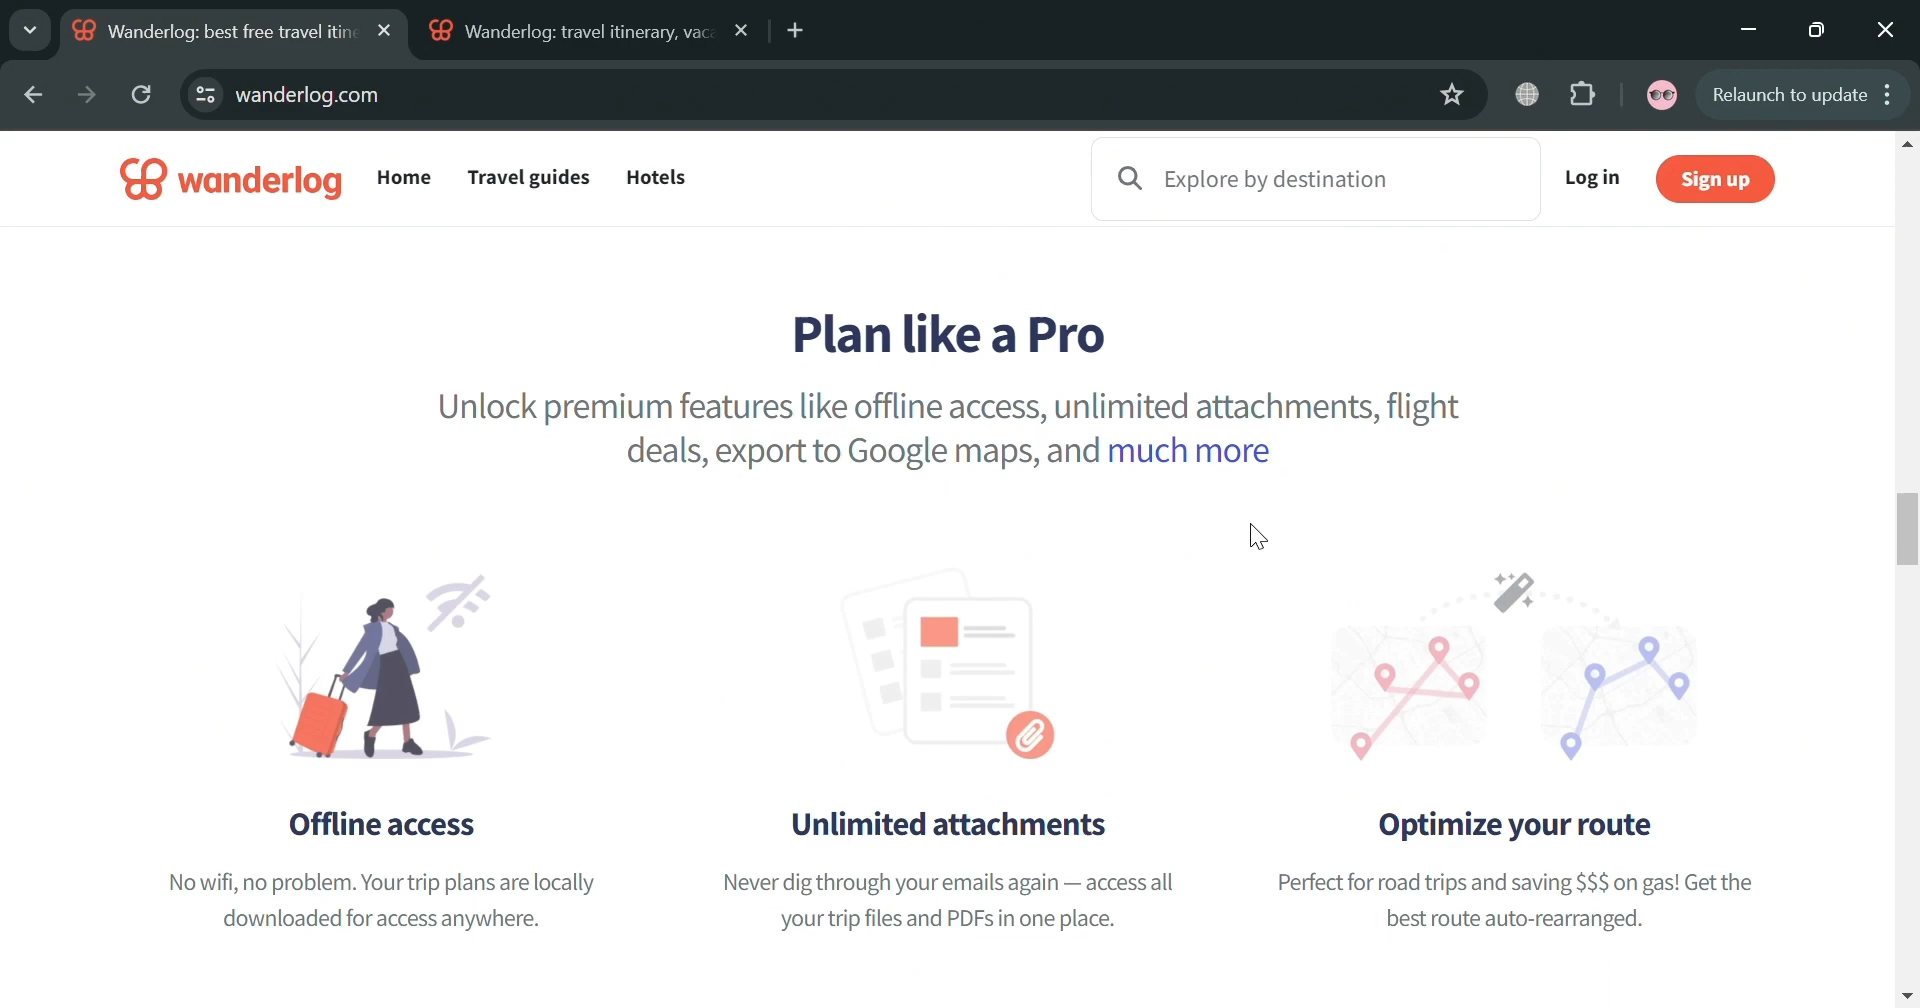 Wanderlog: best free travel itine
Wanderlog: travel itinerary, vaca
wanderlog.com
Relaunch to update
wanderlog
Home
Travel guides
Hotels
Explore by destination
Log in
Sign up
Plan like a Pro
Unlock premium features like offline access, unlimited attachments, flight
deals, export to Google maps, and much more
Offline access
No wifi, no problem. Your trip plans are locally
downloaded for access anywhere.
Unlimited attachments
Never dig through your emails again — access all
your trip files and PDFs in one place.
Optimize your route
Perfect for road trips and saving $$$ on gas! Get the
best route auto-rearranged.